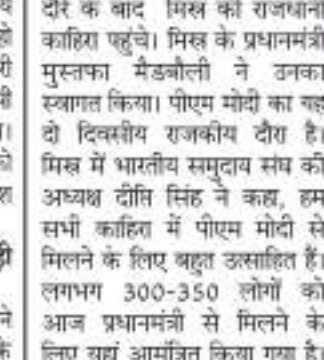 दौरे के बाद मिस्र की राजधानी
काहिरा पहुंचे। मिस्र के प्रधानमंत्री
मुस्तफा मैडबौली ने उनका
स्वागत किया। पीएम मोदी का यह
दो दिवसीय राजकीय दौरा है।
मिस्र में भारतीय समुदाय संघ की
अध्यक्ष दीप्ति सिंह ने कहा, हम
सभी काहिरा में पीएम मोदी से
मिलने के लिए बहुत उत्साहित हैं।
लगभग 300-350 लोगों को
आज प्रधानमंत्री से मिलने के
लिए यहां आमंत्रित किया गया है